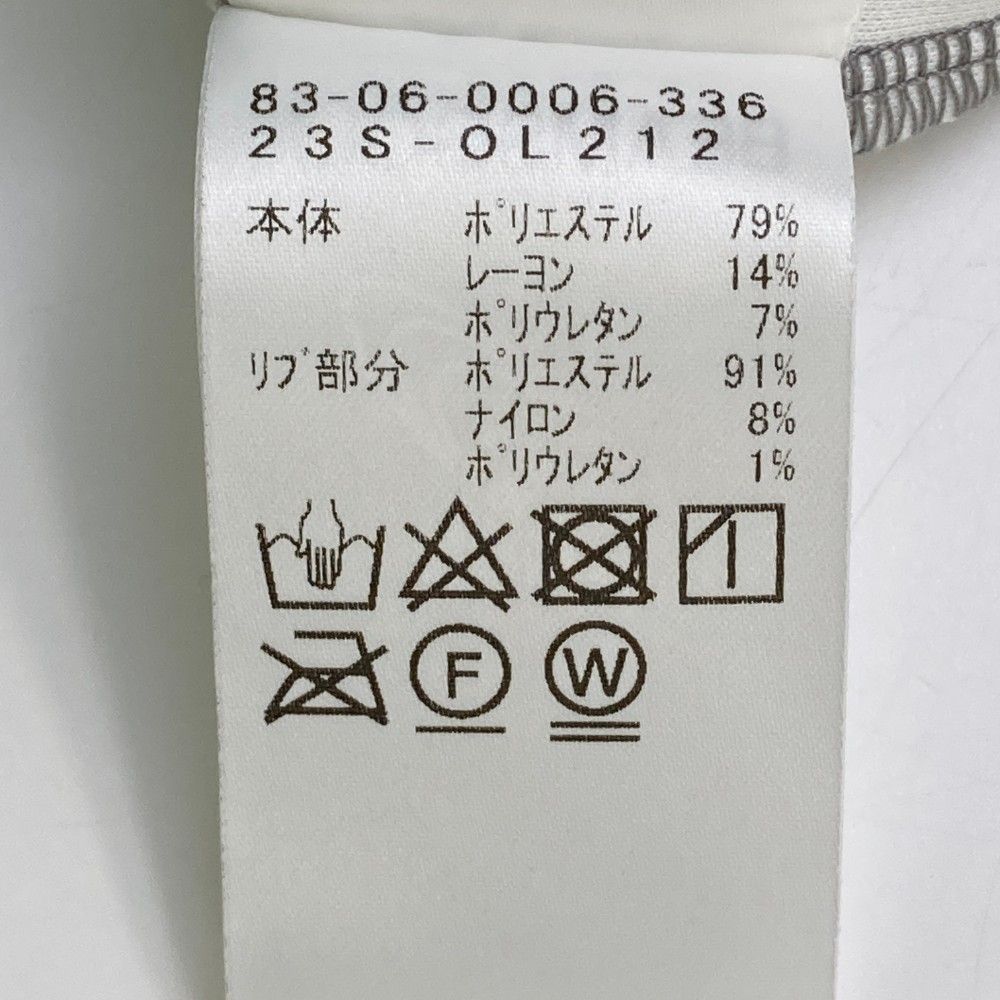 83-06-0006-336
23S-OL212
本体 ポリエステル 79%
レーヨン 14%
ポリウレタン 7%
リブ部分 ポリエステル 91%
ナイロン 8%
ポリウレタン 1%
F W